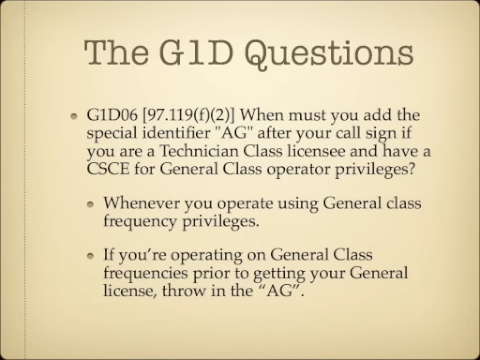 The G1D Questions
• G1D06 [97.119(f)(2)] When must you add the
special identifier "AG" after your call sign if
you are a Technician Class licensee and have a
CSCE for General Class operator privileges?
• Whenever you operate using General class
frequency privileges.
• If you’re operating on General Class
frequencies prior to getting your General
license, throw in the “AG”.